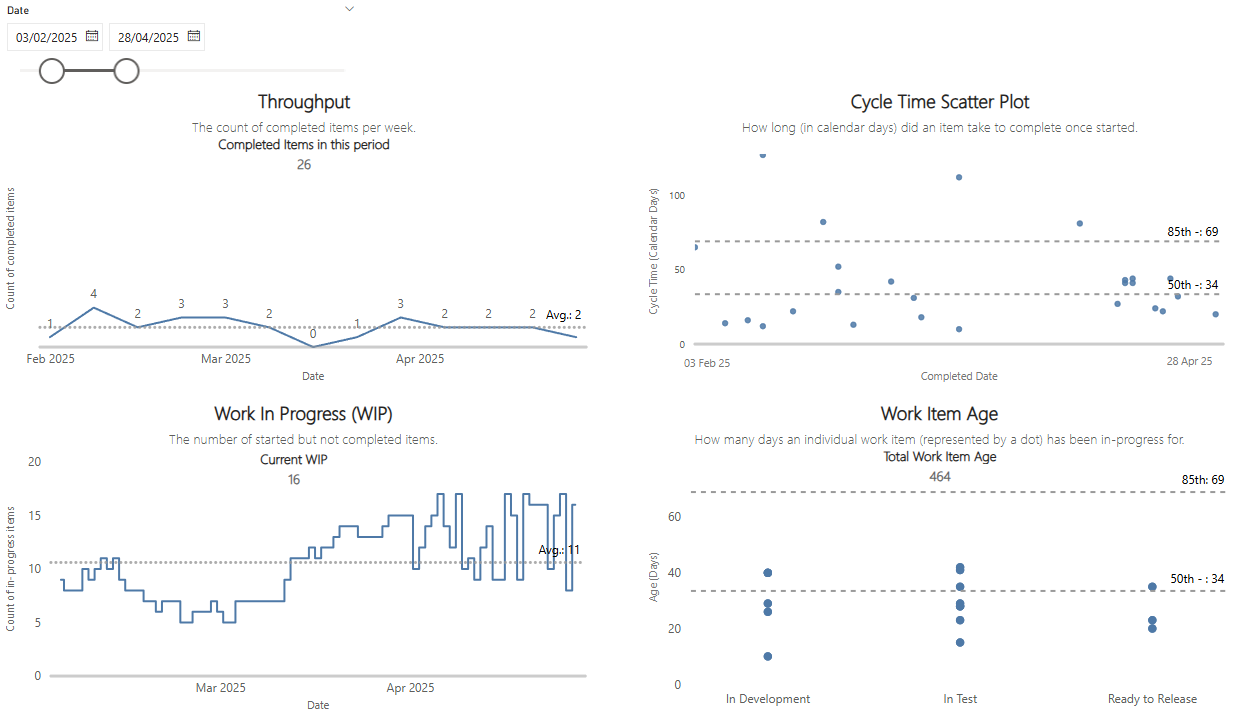 Date
03/02/2025 28/04/2025
Throughput
The count of completed items per week.
Completed Items in this period
26
Count of completed items
1 4 2 3 3 2 0 1 3 2 2 2
Avg.: 2
Feb 2025 Mar 2025 Apr 2025
Date
Cycle Time Scatter Plot
How long (in calendar days) did an item take to complete once started.
Cycle Time (Calendar Days)
100
50
0
85th -: 69
50th -: 34
03 Feb 25 28 Apr 25
Completed Date
Work In Progress (WIP)
The number of started but not completed items.
Current WIP
16
Count of in-progress items
20
15
10
5
0
Avg.: 11
Mar 2025 Apr 2025
Date
Work Item Age
How many days an individual work item (represented by a dot) has been in-progress for.
Total Work Item Age
464
Age (Days)
85th: 69
60
40
20
0
50th - : 34
In Development In Test Ready to Release